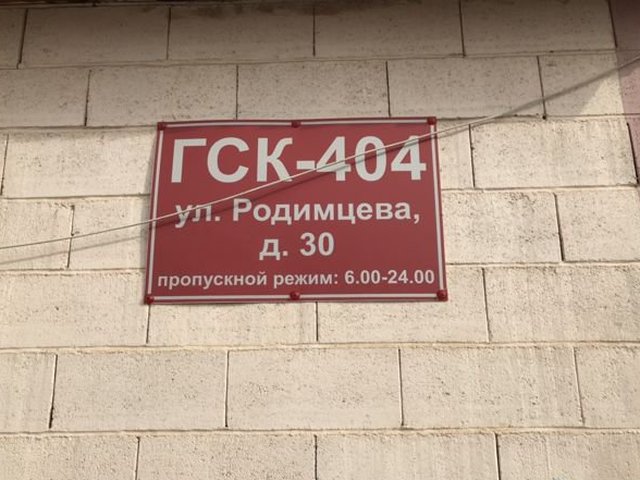 ГСК-404
ул. Родимцева,
д. 30
пропускной режим: 6.00-24.00